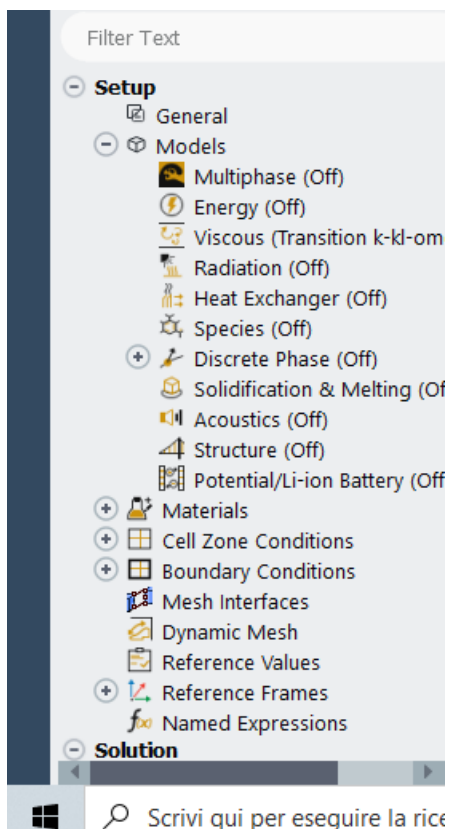 Filter Text
Setup
General
Models
Multiphase (Off)
Energy (Off)
Viscous (Transition k-kl-om
Radiation (Off)
Heat Exchanger (Off)
Species (Off)
Discrete Phase (Off)
Solidification & Melting (Of
Acoustics (Off)
Structure (Off)
Potential/Li-ion Battery (Off
Materials
Cell Zone Conditions
Boundary Conditions
Mesh Interfaces
Dynamic Mesh
Reference Values
Reference Frames
Named Expressions
Solution
Scrivi qui per eseguire la rice